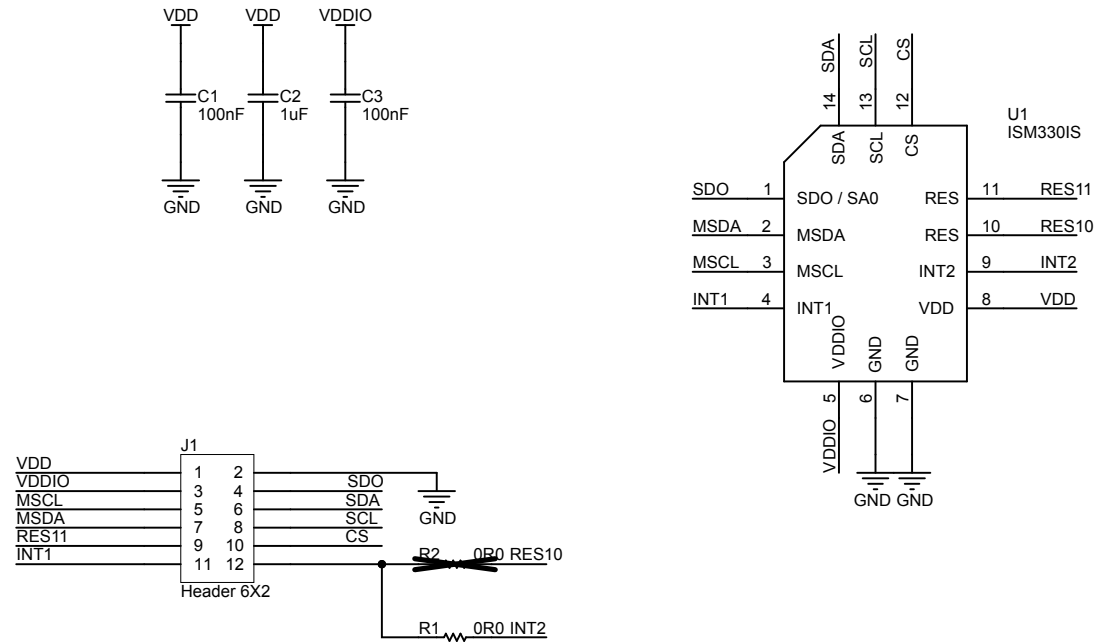 VDD VDD VDDIO
C1
100nF
C2
1uF
C3
100nF
GND GND GND
SDA SCL CS
14 13 12
U1
ISM330IS
SDA SCL CS
SDO 1 SDO / SA0 RES 11 RES11
MSDA 2 MSDA RES 10 RES10
MSCL 3 MSCL INT2 9 INT2
INT1 4 INT1 VDD 8 VDD
VDDIO GND GND
5 6 7
VDDIO
GND GND
J1
VDD 1 2
VDDIO 3 4 SDO
MSCL 5 6 SDA
MSDA 7 8 SCL
RES11 9 10 CS
INT1 11 12
GND
R2 0R0 RES10
Header 6X2
R1 0R0 INT2